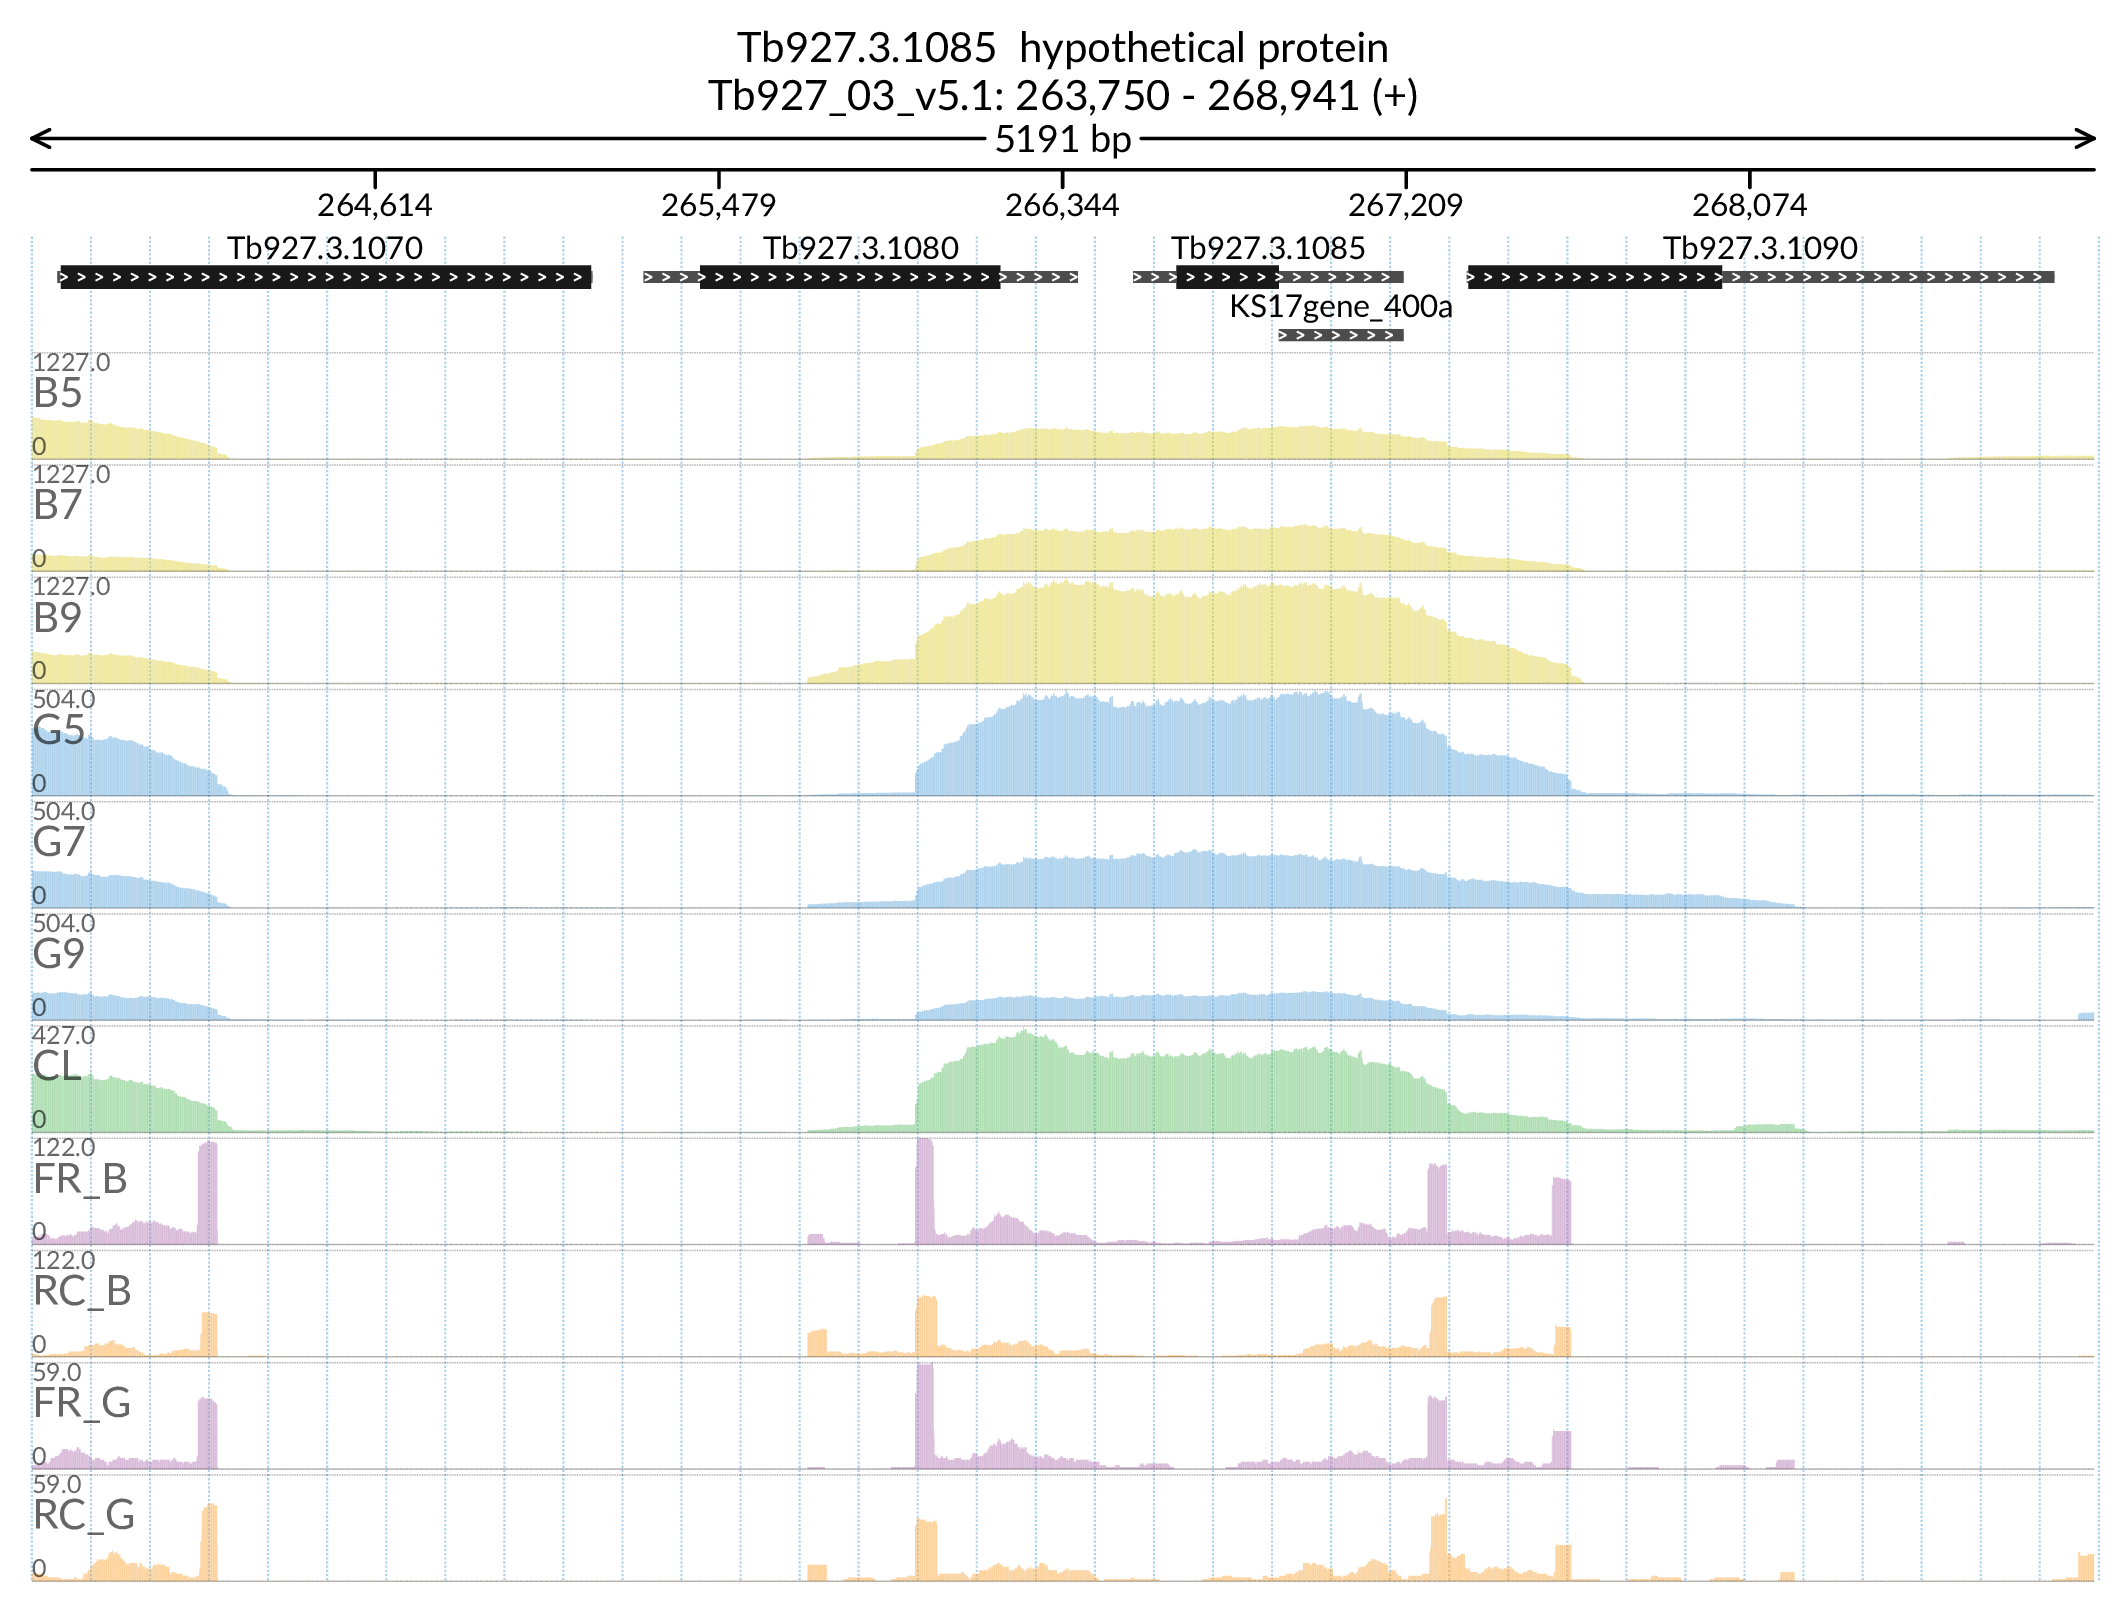 Tb927.3.1085  hypothetical protein
Tb927_03_v5.1: 263,750 - 268,941 (+)
5191 bp
264,614 265,479 266,344 267,209 268,074
Tb927.3.1070 Tb927.3.1080 Tb927.3.1085 Tb927.3.1090
KS17gene_400a
1227.0
B5
0
1227.0
B7
0
1227.0
B9
0
504.0
G5
0
504.0
G7
0
504.0
G9
0
427.0
CL
0
122.0
FR_B
0
122.0
RC_B
0
59.0
FR_G
0
59.0
RC_G
0